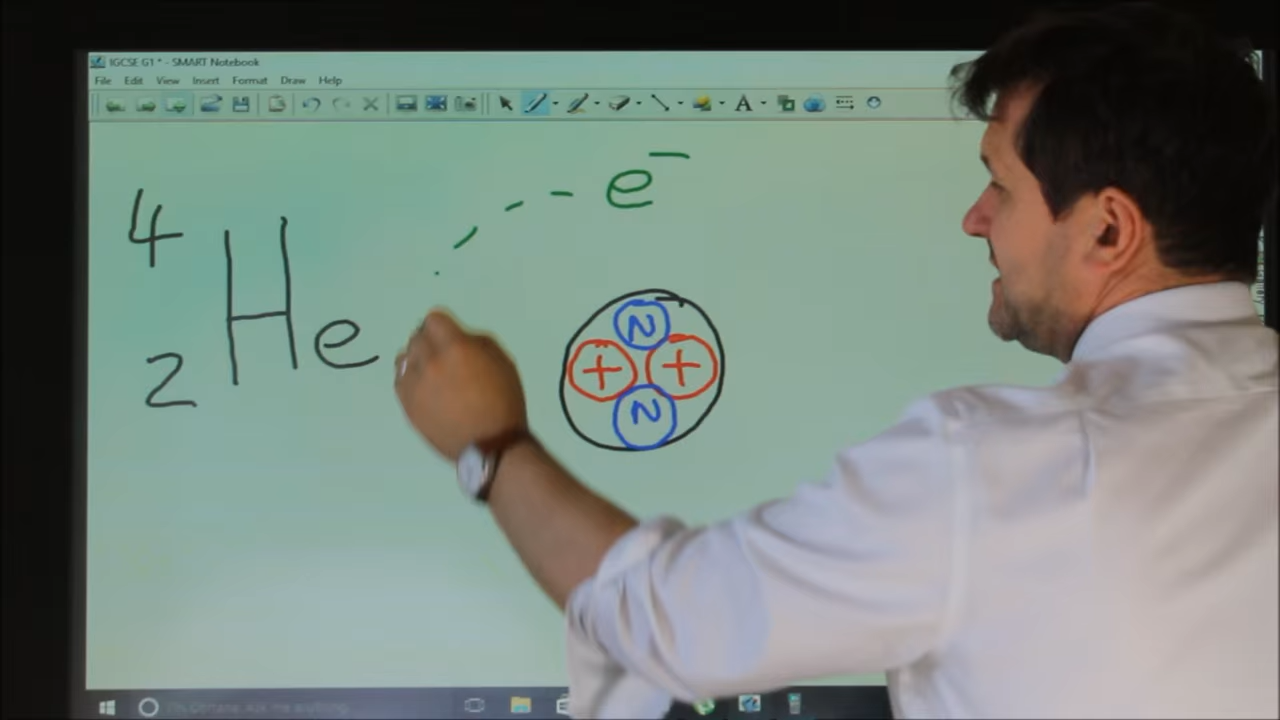 IGCSE G1 * - SMART Notebook
File Edit View Insert Format Draw Help
e⁻
4
He
2
N
+ +
N